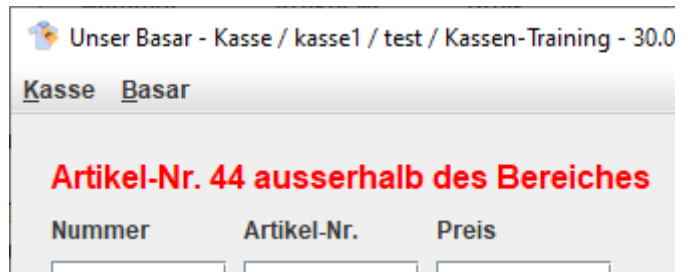 Unser Basar - Kasse / kasse1 / test / Kassen-Training - 30.0
Kasse Basar
Artikel-Nr. 44 ausserhalb des Bereiches
Nummer Artikel-Nr. Preis